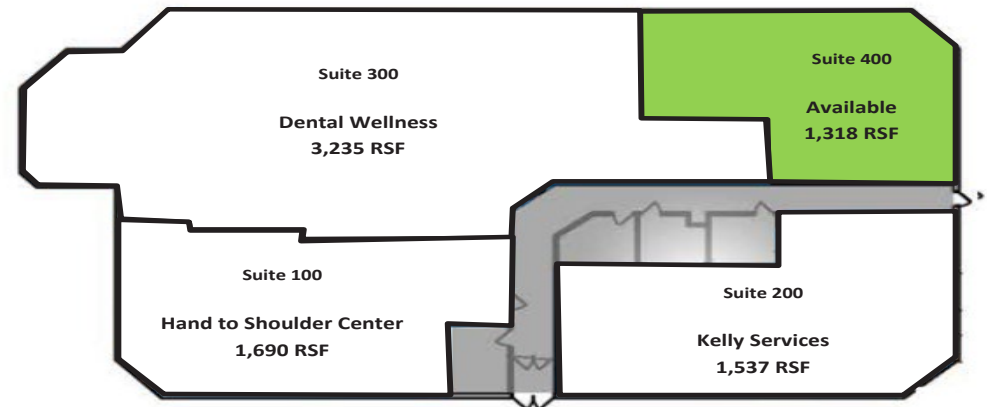 Suite 300
Dental Wellness
3,235 RSF
Suite 400
Available
1,318 RSF
Suite 100
Hand to Shoulder Center
1,690 RSF
Suite 200
Kelly Services
1,537 RSF